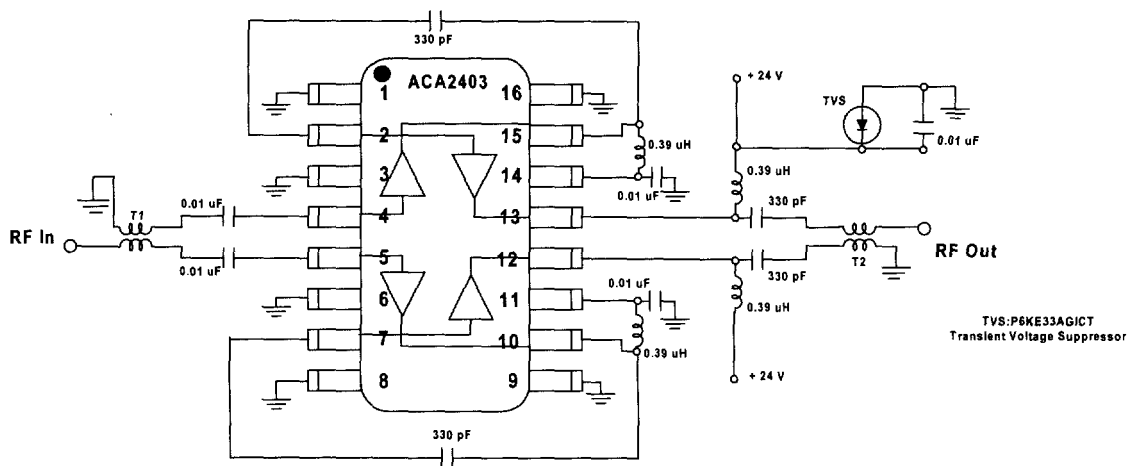 330 pF
ACA2403
1
16
2
15
3
14
4
13
5
12
6
11
7
10
8
9
+ 24 V
TVS
0.01 uF
0.39 uH
0.01 uF
0.39 uH
330 pF
0.01 uF
T1
RF In
0.01 uF
RF Out
T2
330 pF
0.01 uF
0.39 uH
0.39 uH
+ 24 V
TVS:P6KE33AGICT
Transient Voltage Suppressor
330 pF